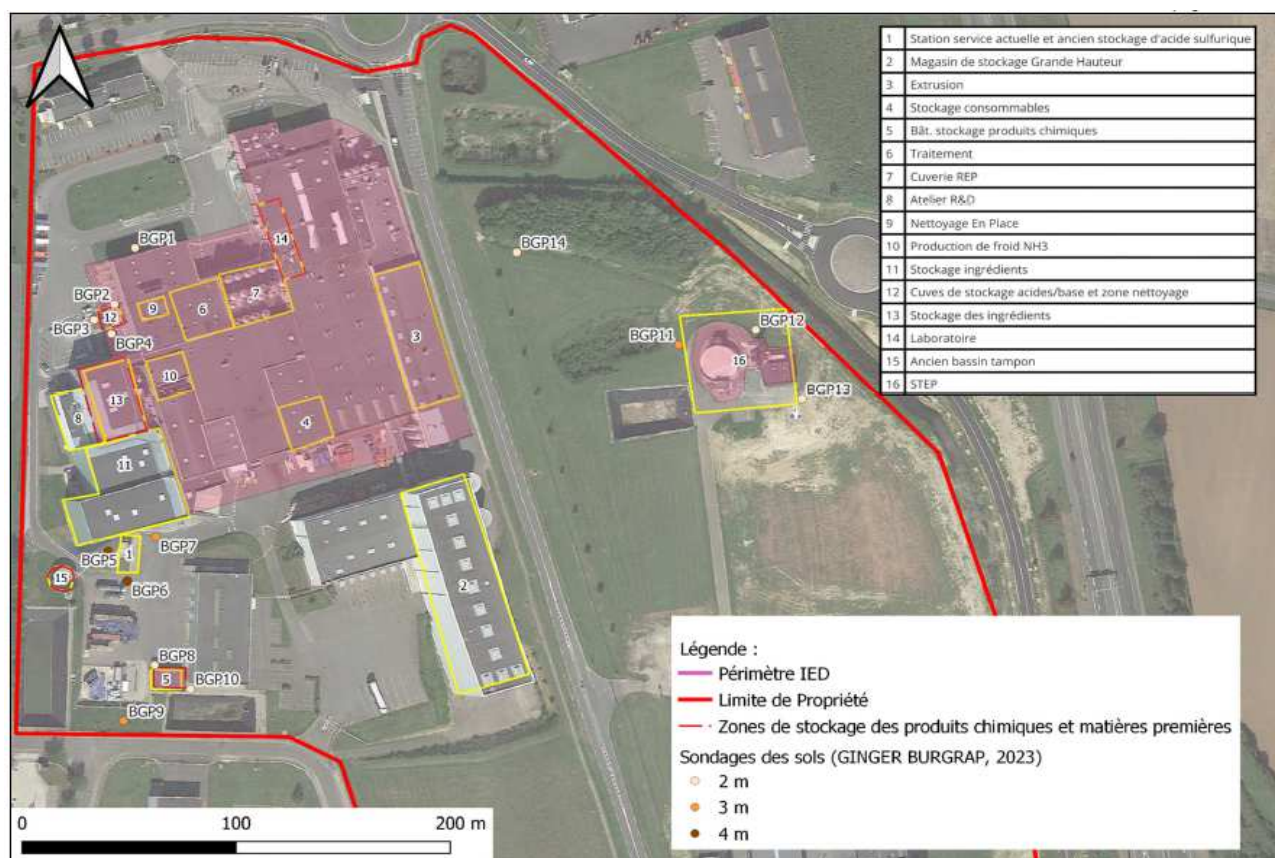 1 Station service actuelle et ancien stockage d'acide sulfurique
2 Magasin de stockage Grande Hauteur
3 Extrusion
4 Stockage consommables
5 Bât. stockage produits chimiques
6 Traitement
7 Cuverie REP
8 Atelier R&D
9 Nettoyage En Place
10 Production de froid NH3
11 Stockage ingrédients
12 Cuves de stockage acides/base et zone nettoyage
13 Stockage des ingrédients
14 Laboratoire
15 Ancien bassin tampon
16 STEP
BGP1
BGP14
14
7
BGP2
9
6
12
BGP3
BGP4
3
BGP11
BGP12
16
10
13
BGP13
8
4
11
BGP5
1
BGP7
15
BGP6
2
BGP8
5
BGP10
BGP9
Légende :
Périmètre IED
Limite de Propriété
Zones de stockage des produits chimiques et matières premières
Sondages des sols (GINGER BURGRAP, 2023)
2 m
3 m
4 m
0 100 200 m